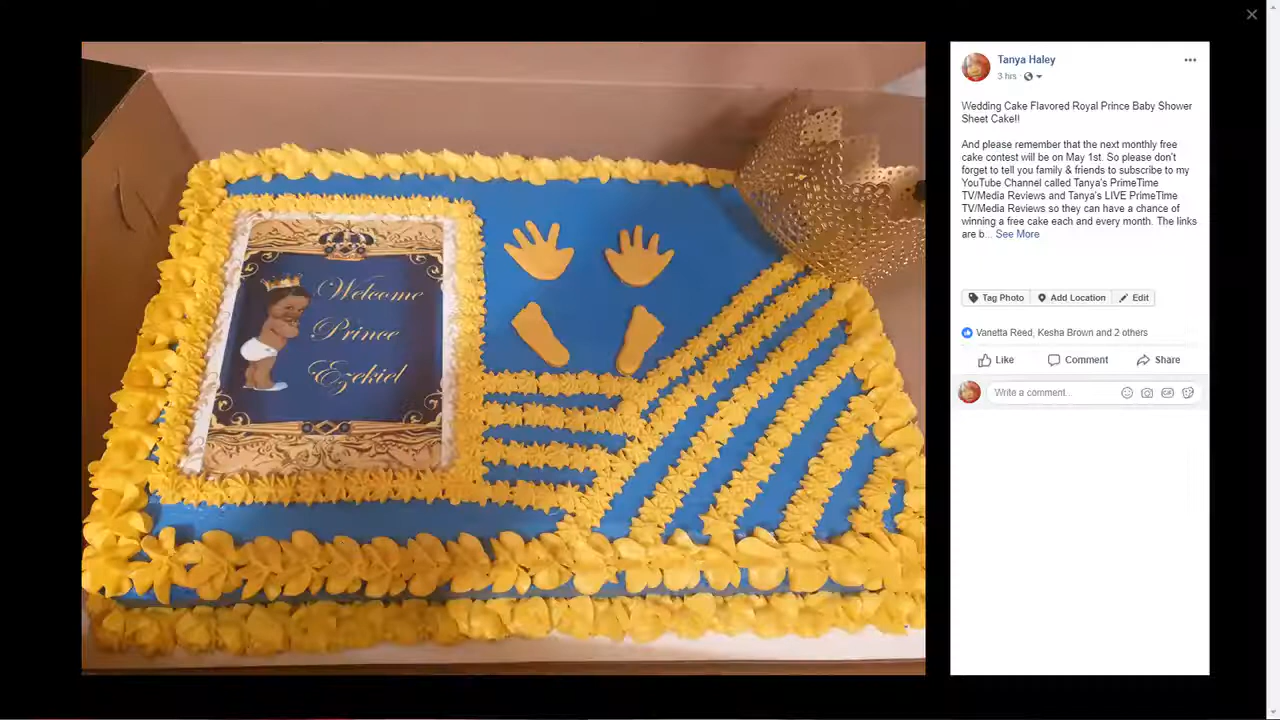 Welcome
Prince
Ezekiel
Tanya Haley
3 hrs ·
Wedding Cake Flavored Royal Prince Baby Shower
Sheet Cake!!
And please remember that the next monthly free
cake contest will be on May 1st. So please don't
forget to tell you family & friends to subscribe to my
YouTube Channel called Tanya's PrimeTime
TV/Media Reviews and Tanya's LIVE PrimeTime
TV/Media Reviews so they can have a chance of
winning a free cake each and every month. The links
are b... See More
Tag Photo Add Location Edit
Vanetta Reed, Kesha Brown and 2 others
Like Comment Share
Write a comment...
GIF